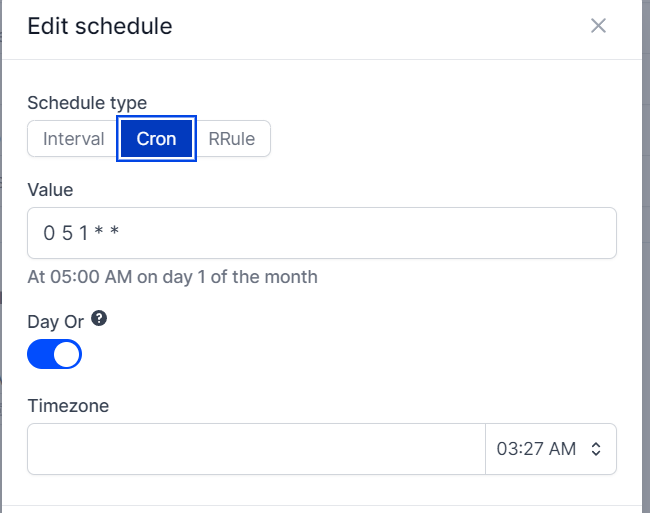 Edit schedule
Schedule type
Interval Cron RRule
Value
0 5 1 * *
At 05:00 AM on day 1 of the month
Day Or ?
Timezone
03:27 AM